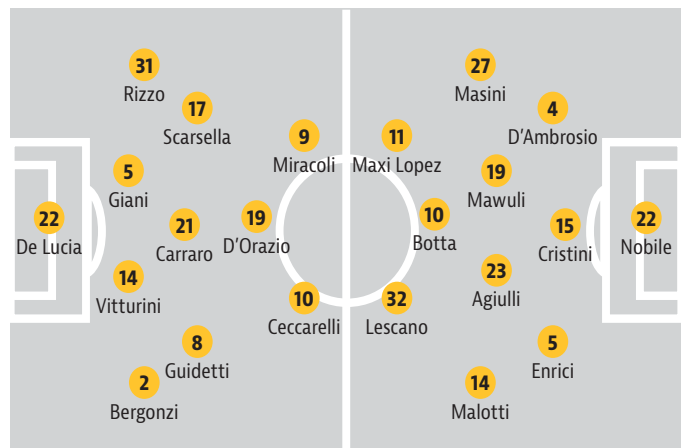 31
Rizzo
17
Scarsella
9
Miracoli
5
Giani
22
De Lucia
21
Carraro
19
D'Orazio
14
Vitturini
10
Ceccarelli
8
Guidetti
2
Bergonzi
27
Masini
4
D'Ambrosio
11
Maxi Lopez
19
Mawuli
10
Botta
15
Cristini
22
Nobile
23
Agiulli
32
Lescano
5
Enrici
14
Malotti